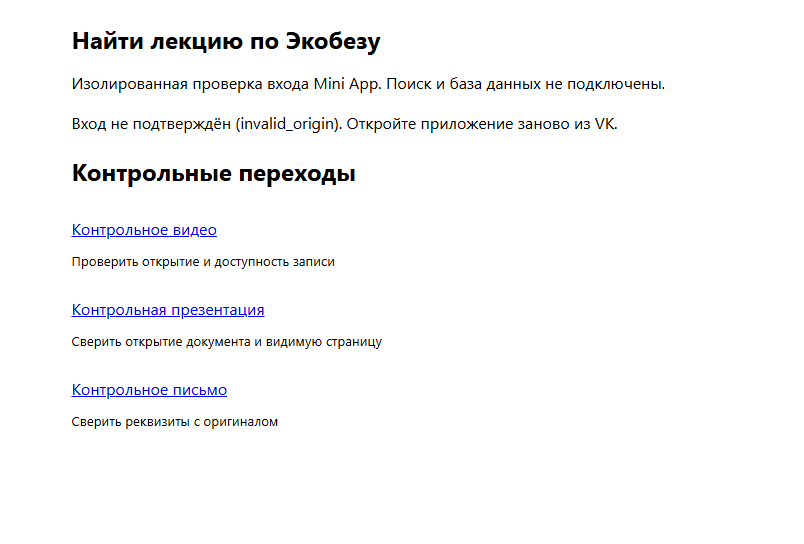 Найти лекцию по Экобезу
Изолированная проверка входа Mini App. Поиск и база данных не подключены.
Вход не подтверждён (invalid_origin). Откройте приложение заново из VK.
Контрольные переходы
Контрольное видео
Проверить открытие и доступность записи
Контрольная презентация
Сверить открытие документа и видимую страницу
Контрольное письмо
Сверить реквизиты с оригиналом